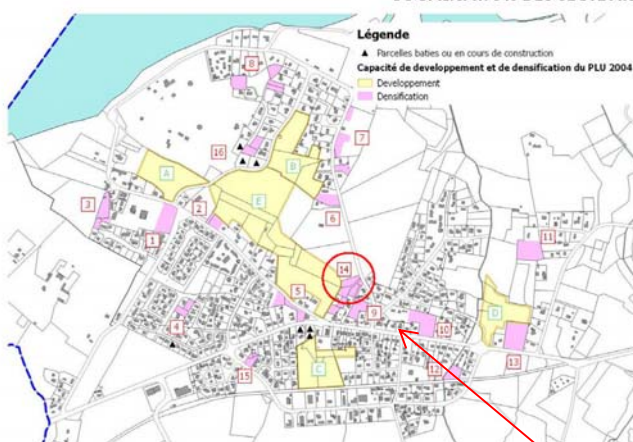 Légende
▲ Parcelles baties ou en cours de construction
Capacité de developpement et de densification du PLU 2004
Developpement
Densification
8
7
16
A
B
E
3
2
6
1
11
14
5
9
D
4
10
C
13
15
12